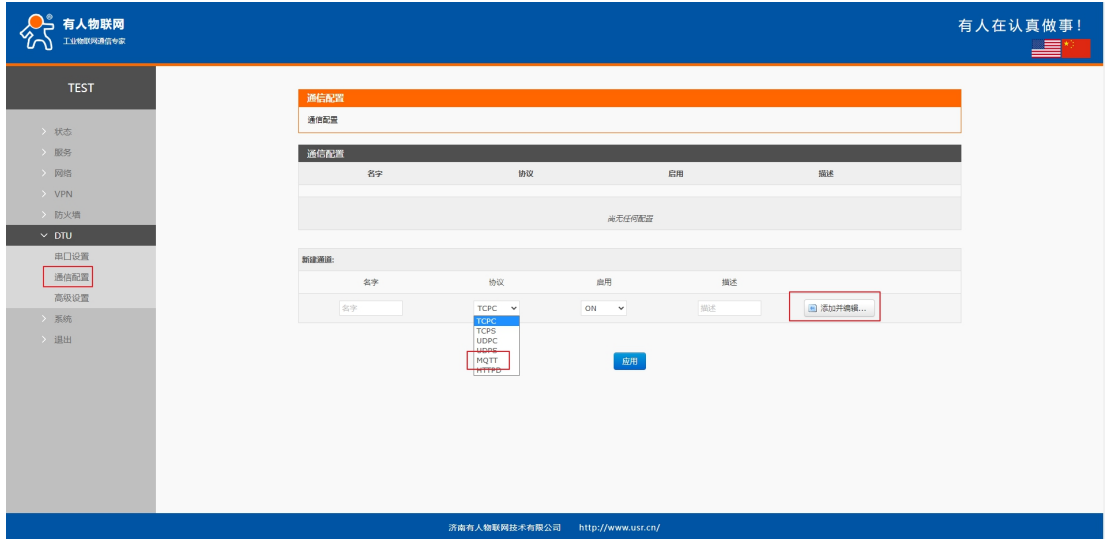 有人物联网
工业物联网通信专家
有人在认真做事！
TEST
状态
服务
网络
VPN
防火墙
DTU
串口设置
通信配置
高级设置
系统
退出
通信配置
通信配置
通信配置
名字 协议 启用 描述
尚无任何配置
新建通道:
名字 协议 启用 描述
名字 TCPC ON 描述 添加并编辑...
TCPC
TCPS
UDPC
UDPS
MQTT
HTTPD
应用
济南有人物联网技术有限公司 http://www.usr.cn/